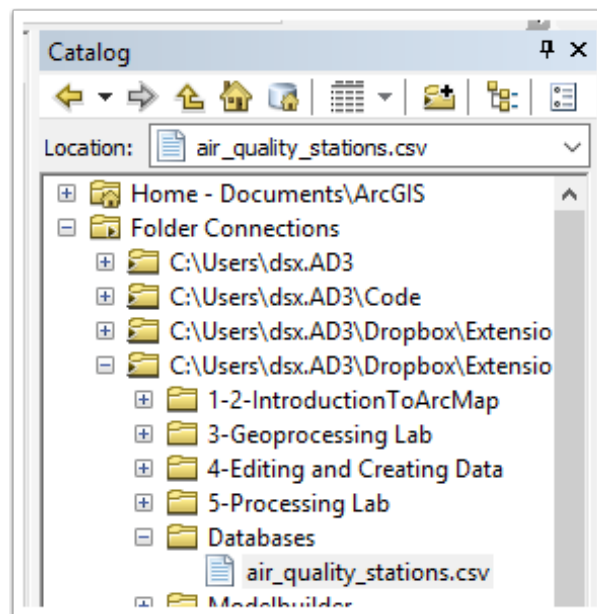 Catalog
Location: air_quality_stations.csv
Home - Documents\ArcGIS
Folder Connections
C:\Users\dsx.AD3
C:\Users\dsx.AD3\Code
C:\Users\dsx.AD3\Dropbox\Extensio
C:\Users\dsx.AD3\Dropbox\Extensio
1-2-IntroductionToArcMap
3-Geoprocessing Lab
4-Editing and Creating Data
5-Processing Lab
Databases
air_quality_stations.csv
Modelbuilder